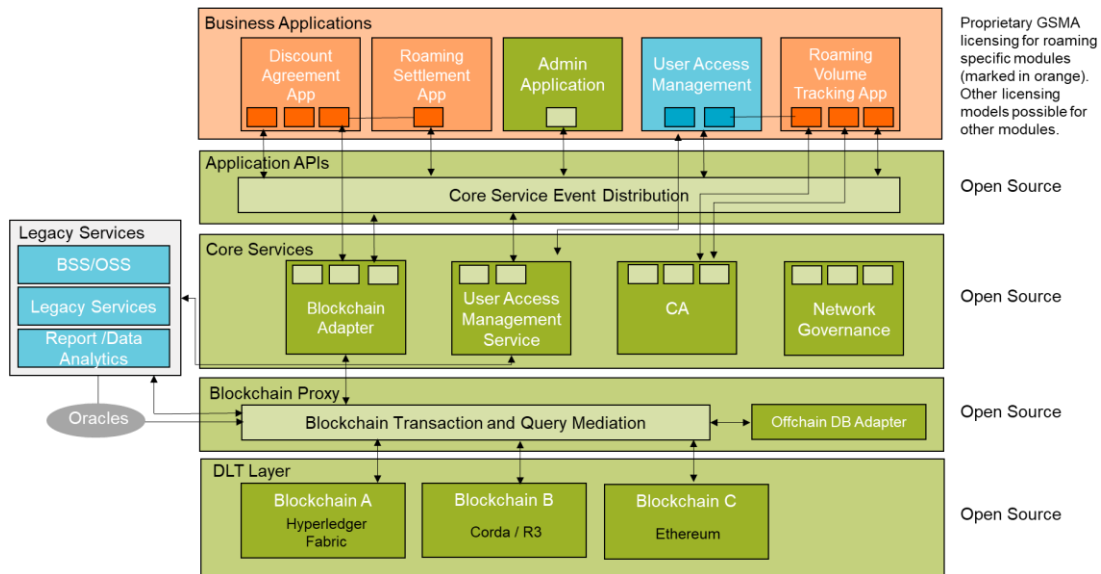 Business Applications
Discount
Agreement
App
Roaming
Settlement
App
Admin
Application
User Access
Management
Roaming
Volume
Tracking App
Proprietary GSMA
licensing for roaming
specific modules
(marked in orange).
Other licensing
models possible for
other modules.
Application APIs
Core Service Event Distribution
Open Source
Legacy Services
BSS/OSS
Legacy Services
Report /Data
Analytics
Oracles
Core Services
Blockchain
Adapter
User Access
Management
Service
CA
Network
Governance
Open Source
Blockchain Proxy
Blockchain Transaction and Query Mediation
Offchain DB Adapter
Open Source
DLT Layer
Blockchain A
Hyperledger
Fabric
Blockchain B
Corda / R3
Blockchain C
Ethereum
Open Source